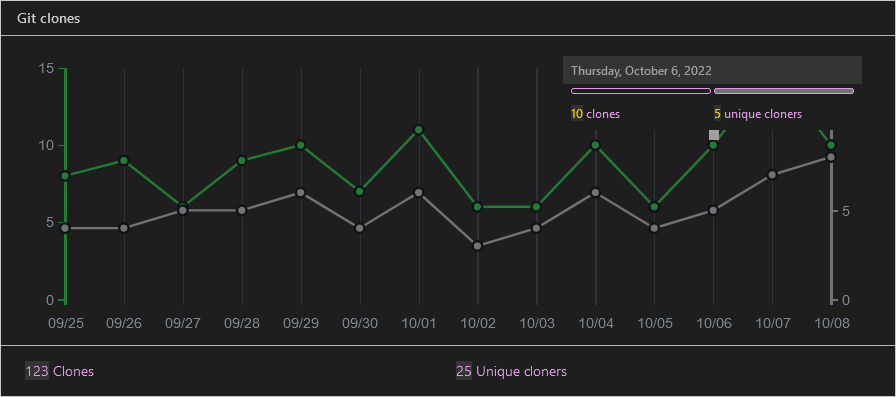 Git clones
Thursday, October 6, 2022
10 clones 5 unique cloners
15
10
5
0
5
0
09/25 09/26 09/27 09/28 09/29 09/30 10/01 10/02 10/03 10/04 10/05 10/06 10/07 10/08
123 Clones 25 Unique cloners